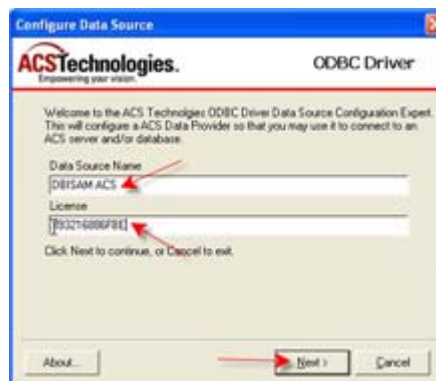 Configure Data Source
ACSTechnologies.
Empowering your vision.
ODBC Driver
Welcome to the ACS Technolgies ODBC Driver Data Source Configuration Expert.
This will configure a ACS Data Provider so that you may use it to connect to an
ACS server and/or database.
Data Source Name
DBISAM ACS
License
Click Next to continue, or Cancel to exit.
About...
Next >
Cancel